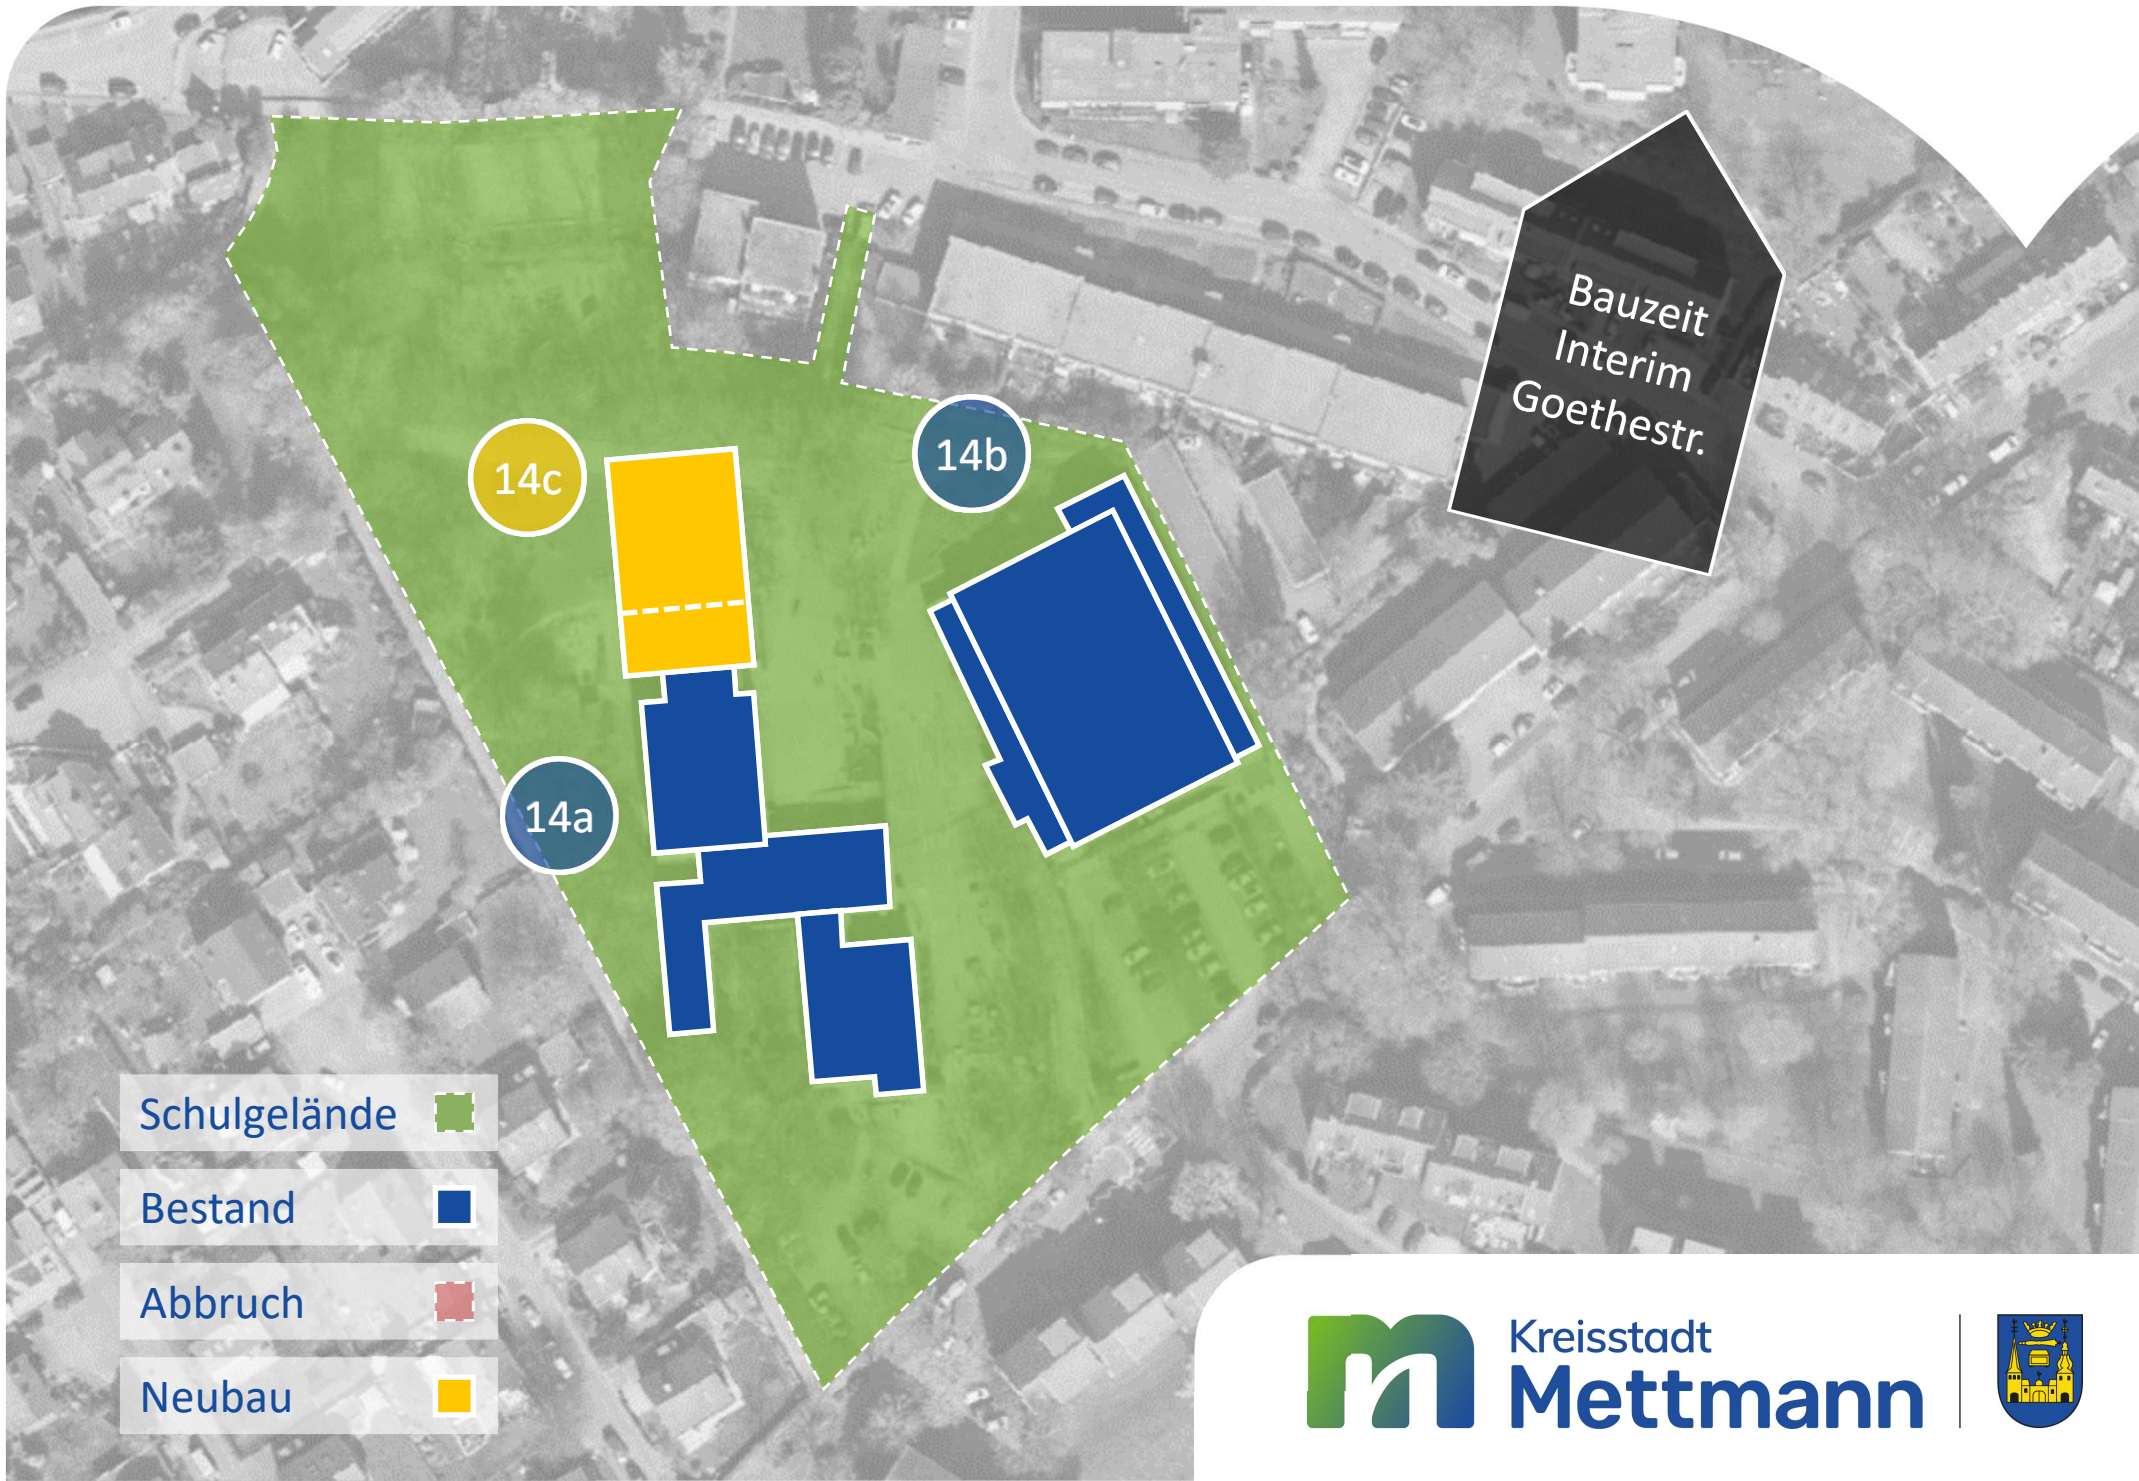 Bauzeit
Interim
Goethestr.
14c
14b
14a
Schulgelände
Bestand
Abbruch
Neubau
Kreisstadt
Mettmann